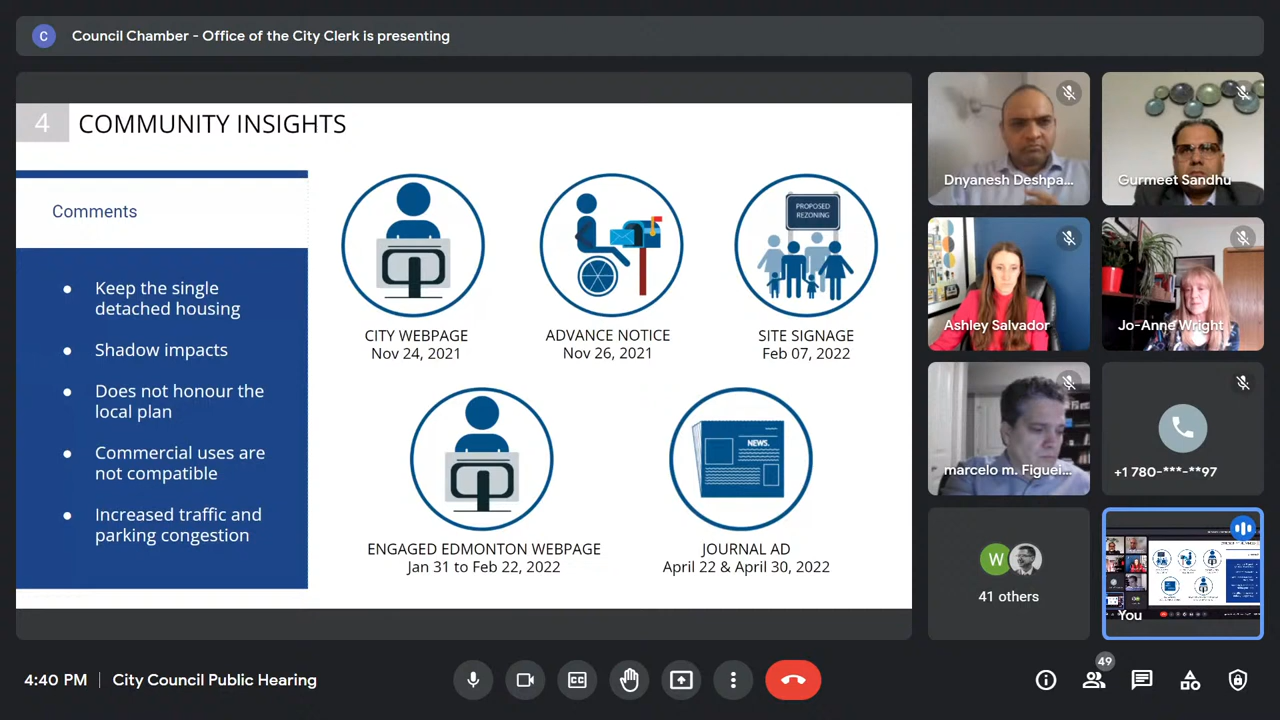 C
Council Chamber - Office of the City Clerk is presenting
4
COMMUNITY INSIGHTS
Comments
● Keep the single
detached housing
● Shadow impacts
● Does not honour the
local plan
● Commercial uses are
not compatible
● Increased traffic and
parking congestion
PROPOSED
REZONING
CITY WEBPAGE
Nov 24, 2021
ADVANCE NOTICE
Nov 26, 2021
SITE SIGNAGE
Feb 07, 2022
NEWS.
ENGAGED EDMONTON WEBPAGE
Jan 31 to Feb 22, 2022
JOURNAL AD
April 22 & April 30, 2022
Dnyanesh Deshpa...
Gurmeet Sandhu
Ashley Salvador
Jo-Anne Wright
marcelo m. Figuei...
+1 780-***-**97
W
41 others
You
4:40 PM
City Council Public Hearing
49